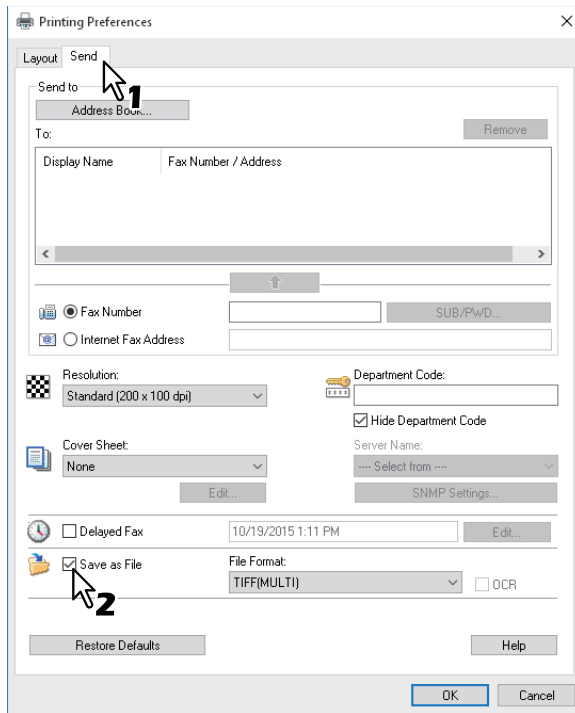 Printing Preferences
Layout Send
1
Send to
Address Book...
To:
Remove
Display Name Fax Number / Address
Fax Number
SUB/PWD...
Internet Fax Address
Resolution:
Standard (200 x 100 dpi)
Department Code:
Hide Department Code
Cover Sheet:
None
Edit...
Server Name:
---- Select from ----
SNMP Settings...
Delayed Fax 10/19/2015 1:11 PM Edit...
Save as File
File Format:
TIFF(MULTI)
OCR
2
Restore Defaults Help
OK Cancel